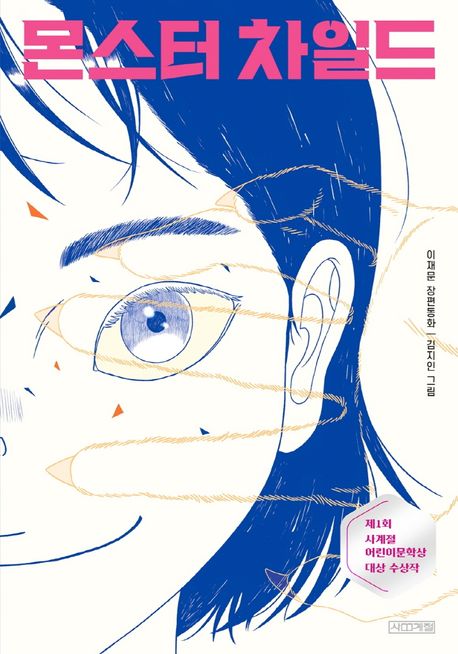 몬스터 차일드
이재문 장편동화 | 김지인 그림
제1회
사계절
어린이문학상
대상 수상작
사계절